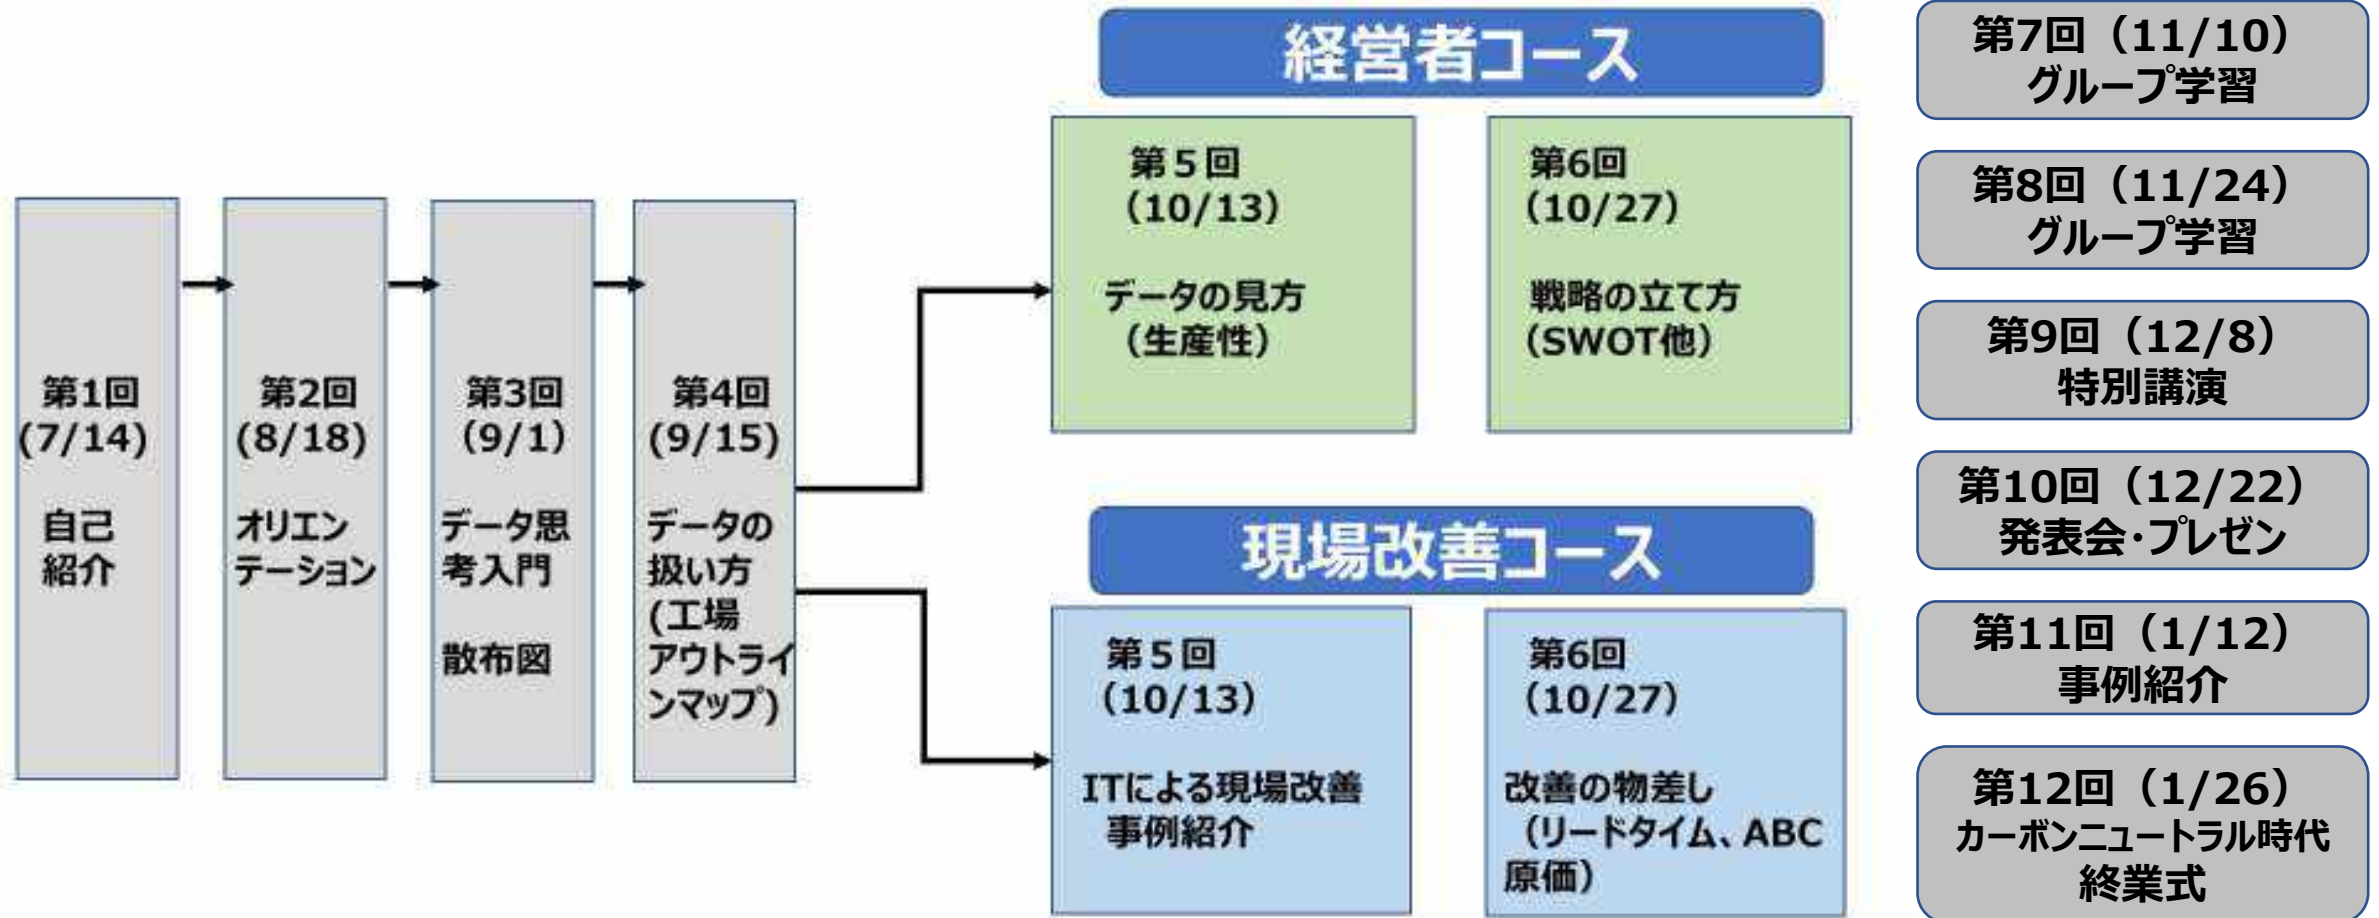 第1回
(7/14)
自己
紹介
第2回
(8/18)
オリエン
テーション
第3回
（9/1）
データ思
考入門
散布図
第4回
(9/15)
データの
扱い方
(工場
アウトライ
ンマップ)
経営者コース
第５回
（10/13）
データの見方
（生産性）
第6回
（10/27）
戦略の立て方
（SWOT他）
現場改善コース
第５回
（10/13）
ITによる現場改善
事例紹介
第6回
（10/27）
改善の物差し
（リードタイム、ABC
原価）
第7回（11/10）
グループ学習
第8回（11/24）
グループ学習
第9回（12/8）
特別講演
第10回（12/22）
発表会･プレゼン
第11回（1/12）
事例紹介
第12回（1/26）
カーボンニュートラル時代
終業式